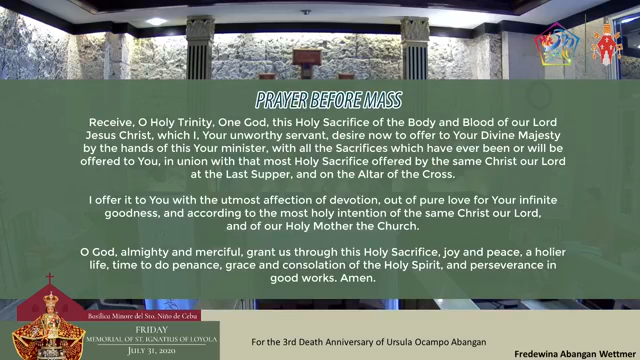 PRAYER BEFORE MASS
Receive, O Holy Trinity, One God, this Holy Sacrifice of the Body and Blood of our Lord
Jesus Christ, which I, Your unworthy servant, desire now to offer to Your Divine Majesty
by the hands of this Your minister, with all the Sacrifices which have ever been or will be
offered to You, in union with that most Holy Sacrifice offered by the same Christ our Lord
at the Last Supper, and on the Altar of the Cross.
I offer it to You with the utmost affection of devotion, out of pure love for Your infinite
goodness, and according to the most holy intention of the same Christ our Lord,
and of our Holy Mother the Church.
O God, almighty and merciful, grant us through this Holy Sacrifice, joy and peace, a holier
life, time to do penance, grace and consolation of the Holy Spirit, and perseverance in
good works. Amen.
Basilica Minore del Sto. Niño de Cebu
FRIDAY
MEMORIAL OF ST. IGNATIUS OF LOYOLA
JULY 31, 2020
For the 3rd Death Anniversary of Ursula Ocampo Abangan
Fredewina Abangan Wettmer